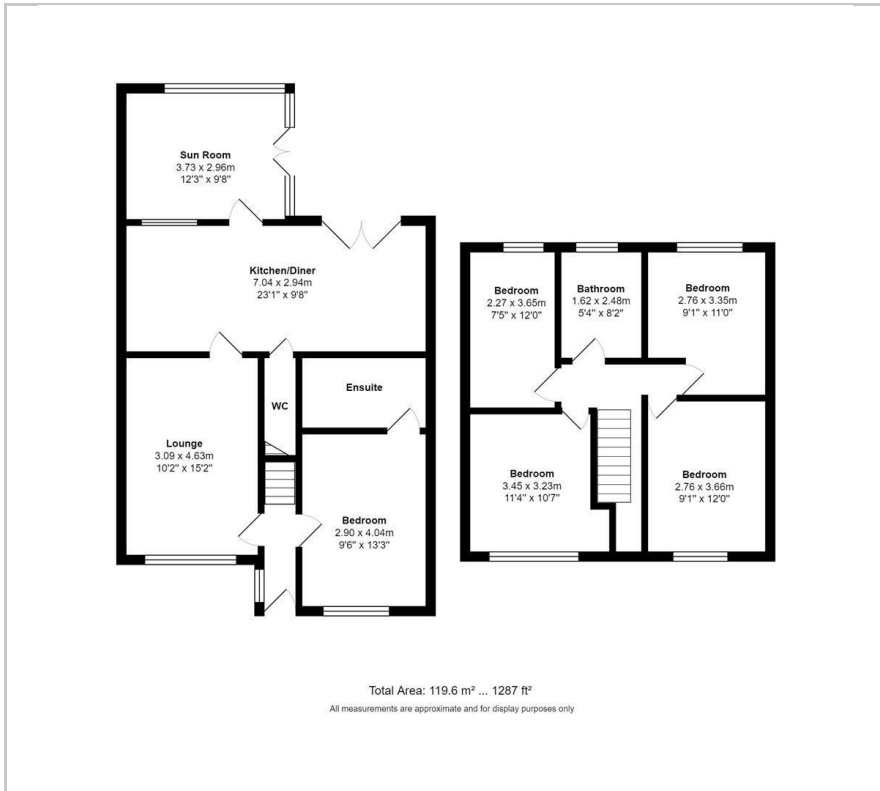 Sun Room
3.73 x 2.96m
12'3" x 9'8"
Kitchen/Diner
7.04 x 2.94m
23'1" x 9'8"
WC
Ensuite
Lounge
3.09 x 4.63m
10'2" x 15'2"
Bedroom
2.90 x 4.04m
9'6" x 13'3"
Bedroom
2.27 x 3.65m
7'5" x 12'0"
Bathroom
1.62 x 2.48m
5'4" x 8'2"
Bedroom
2.76 x 3.35m
9'1" x 11'0"
Bedroom
3.45 x 3.23m
11'4" x 10'7"
Bedroom
2.76 x 3.66m
9'1" x 12'0"
Total Area: 119.6 m² ... 1287 ft²
All measurements are approximate and for display purposes only